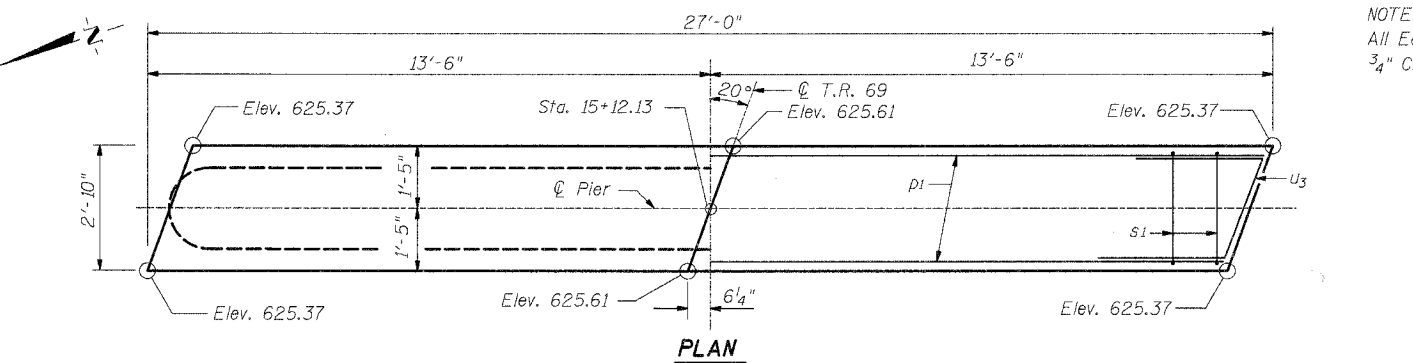 27'-0"
NOTE
13'-6"
13'-6"
All
3/4" C
N
20°
℄ T.R. 69
Elev. 625.37
Sta. 15+12.13
Elev. 625.61
Elev. 625.37
2'-10"
1'-5"
℄ Pier
p1
u3
1'-5"
s1
Elev. 625.61
6 1/4"
Elev. 625.37
Elev. 625.37
PLAN